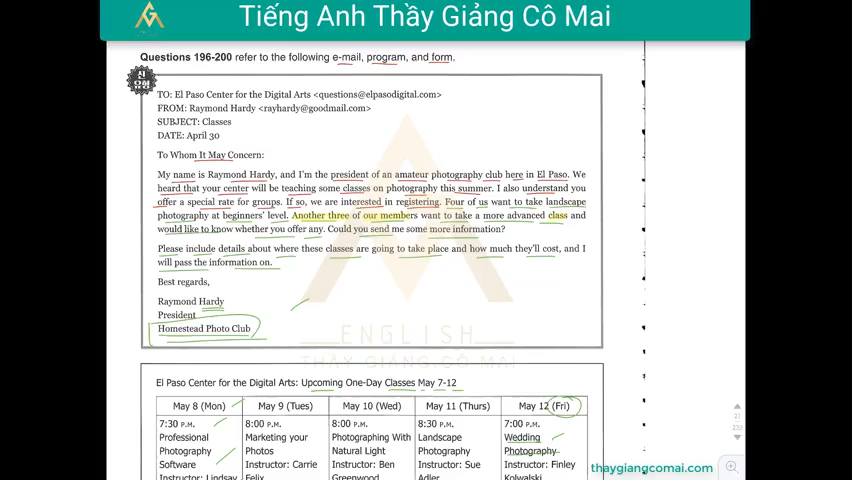 Tiếng Anh Thầy Giảng Cô Mai
Questions 196-200 refer to the following e-mail, program, and form.
TO: El Paso Center for the Digital Arts <questions@elpasodigital.com>
FROM: Raymond Hardy <rayhardy@goodmail.com>
SUBJECT: Classes
DATE: April 30
To Whom It May Concern:
My name is Raymond Hardy, and I'm the president of an amateur photography club here in El Paso. We
heard that your center will be teaching some classes on photography this summer. I also understand you
offer a special rate for groups. If so, we are interested in registering. Four of us want to take landscape
photography at beginners' level. Another three of our members want to take a more advanced class and
would like to know whether you offer any. Could you send me some more information?
Please include details about where these classes are going to take place and how much they'll cost, and I
will pass the information on.
Best regards,
Raymond Hardy
President
Homestead Photo Club
ENGLISH
THẦY GIẢNG.CÔ MAI
El Paso Center for the Digital Arts: Upcoming One-Day Classes May 7-12
May 8 (Mon) May 9 (Tues) May 10 (Wed) May 11 (Thurs) May 12 (Fri)
7:30 P.M. 8:00 P.M. 8:00 P.M. 8:30 P.M. 7:00 P.M.
Professional Marketing your Photographing With Landscape Wedding
Photography Photos Natural Light Photography Photography
Software Instructor: Carrie Instructor: Ben Instructor: Sue Instructor: Finley
Instructor: Lindsay Felix Greenwood Adler Kolwalski
thaygiangcomai.com